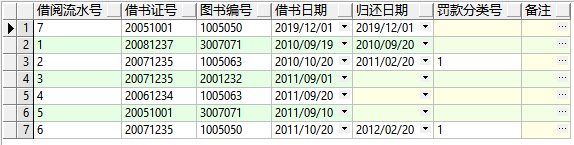 借阅流水号 借书证号 图书编号 借书日期 归还日期 罚款分类号 备注
1 7 20051001 1005050 2019/12/01 2019/12/01 ...
2 1 20081237 3007071 2010/09/19 2010/09/20 ...
3 2 20071235 1005063 2010/10/20 2011/02/20 1 ...
4 3 20071235 2001232 2011/09/01 ...
5 4 20061234 1005063 2011/09/20 ...
6 5 20051001 3007071 2011/09/10 ...
7 6 20071235 1005050 2011/10/20 2012/02/20 1 ...